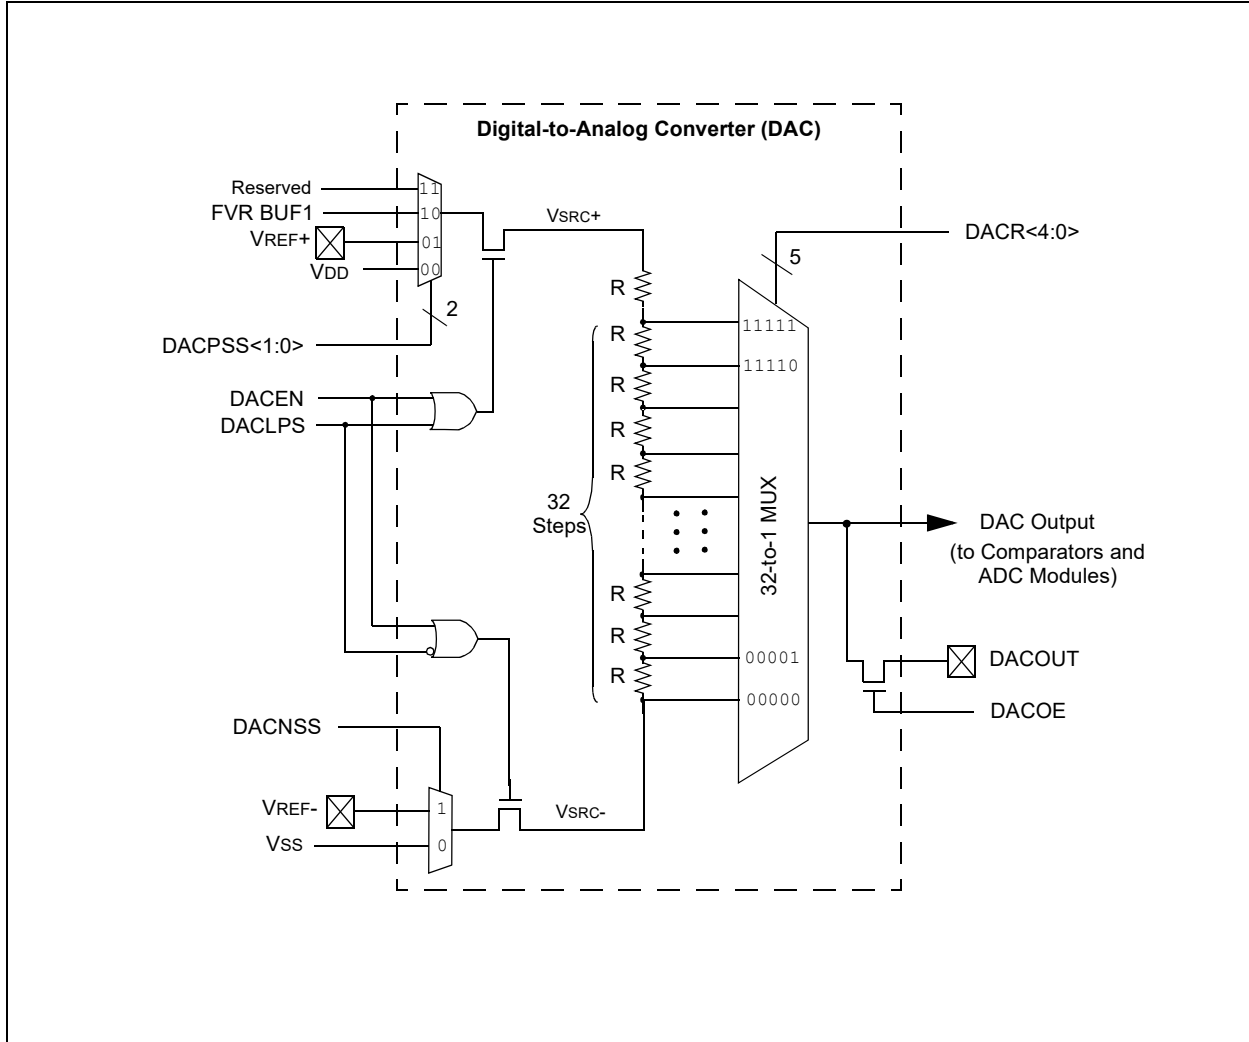 Digital-to-Analog Converter (DAC)
Reserved
11
FVR BUF1
10
VSRC+
VREF+
01
DACR<4:0>
VDD
00
5
R
2
11111
DACPSS<1:0>
R
11110
R
DACEN
DACLPS
R
R
32
Steps
32-to-1 MUX
DAC Output
(to Comparators and
ADC Modules)
R
R
00001
DACOUT
R
00000
DACOE
DACNSS
VREF-
1
VSRC-
VSS
0